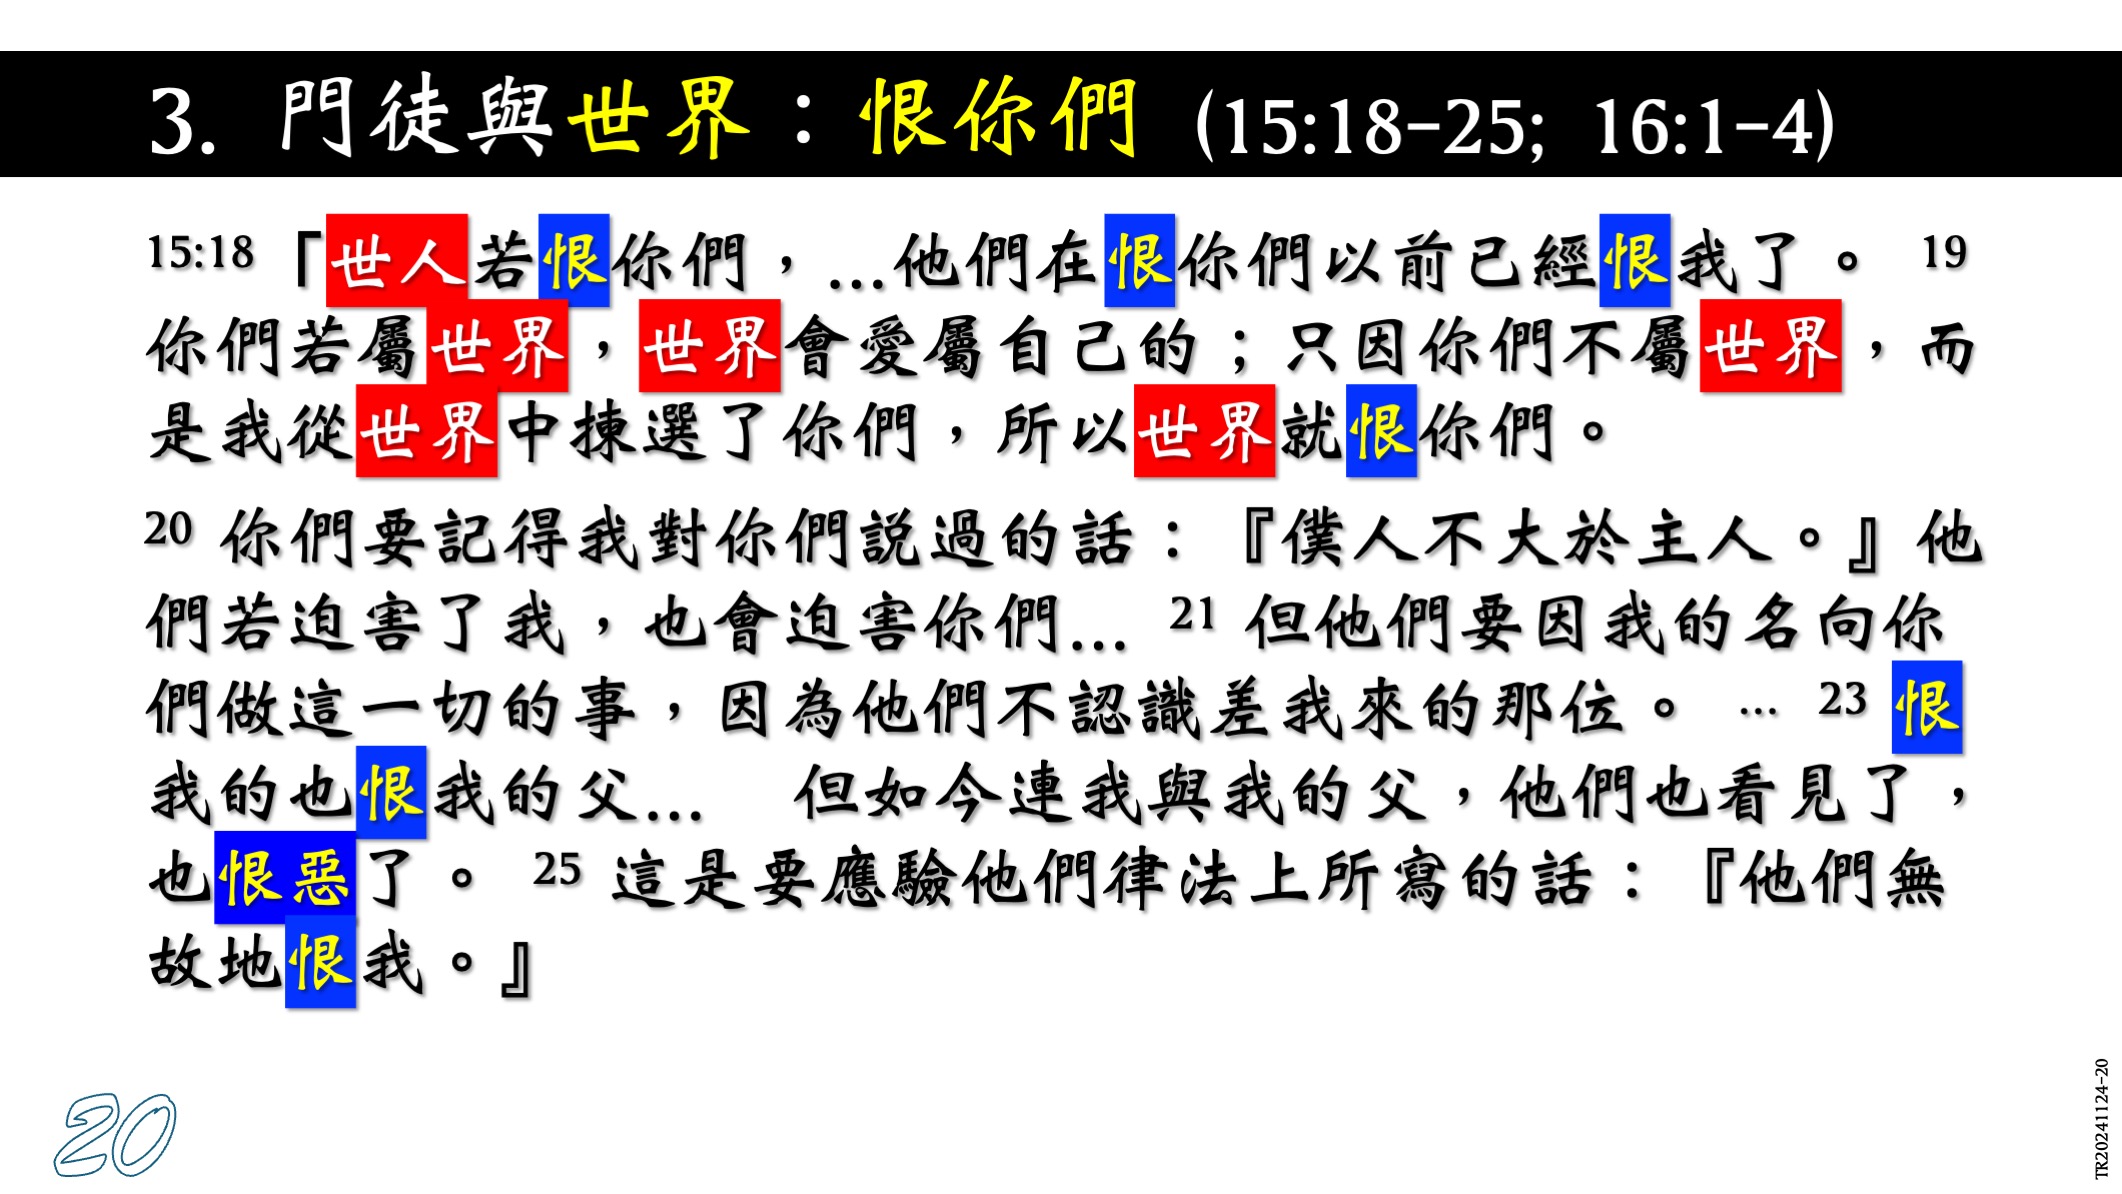 3. 門徒與世界：恨你們 (15:18-25; 16:1-4)
15:18「世人若恨你們，…他們在恨你們以前已經恨我了。 19
你們若屬世界，世界會愛屬自己的；只因你們不屬世界，而
是我從世界中揀選了你們，所以世界就恨你們。
20 你們要記得我對你們說過的話：『僕人不大於主人。』他
們若迫害了我，也會迫害你們… 21 但他們要因我的名向你
們做這一切的事，因為他們不認識差我來的那位。 … 23 恨
我的也恨我的父… 但如今連我與我的父，他們也看見了，
也恨惡了。 25 這是要應驗他們律法上所寫的話：『他們無
故地恨我。』
20
TR20241124-20